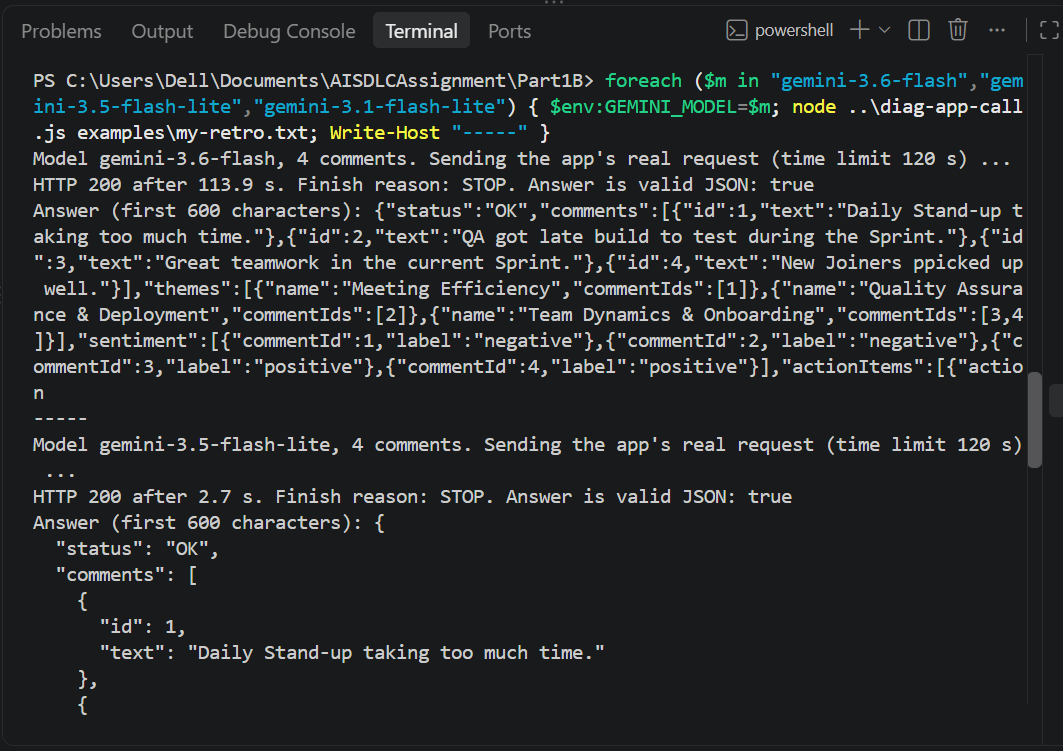 Problems Output Debug Console Terminal Ports powershell
PS C:\Users\Dell\Documents\AISDLCAssignment\Part1B> foreach ($m in "gemini-3.6-flash","gem
ini-3.5-flash-lite","gemini-3.1-flash-lite") { $env:GEMINI_MODEL=$m; node ..\diag-app-call
.js examples\my-retro.txt; Write-Host "-----" }
Model gemini-3.6-flash, 4 comments. Sending the app's real request (time limit 120 s) ...
HTTP 200 after 113.9 s. Finish reason: STOP. Answer is valid JSON: true
Answer (first 600 characters): {"status":"OK","comments":[{"id":1,"text":"Daily Stand-up t
aking too much time."},{"id":2,"text":"QA got late build to test during the Sprint."},{"id
":3,"text":"Great teamwork in the current Sprint."},{"id":4,"text":"New Joiners ppicked up
 well."}],"themes":[{"name":"Meeting Efficiency","commentIds":[1]},{"name":"Quality Assura
nce & Deployment","commentIds":[2]},{"name":"Team Dynamics & Onboarding","commentIds":[3,4
]}],"sentiment":[{"commentId":1,"label":"negative"},{"commentId":2,"label":"negative"},{"c
ommentId":3,"label":"positive"},{"commentId":4,"label":"positive"}],"actionItems":[{"actio
n
-----
Model gemini-3.5-flash-lite, 4 comments. Sending the app's real request (time limit 120 s)
 ...
HTTP 200 after 2.7 s. Finish reason: STOP. Answer is valid JSON: true
Answer (first 600 characters): {
  "status": "OK",
  "comments": [
    {
      "id": 1,
      "text": "Daily Stand-up taking too much time."
    },
    {